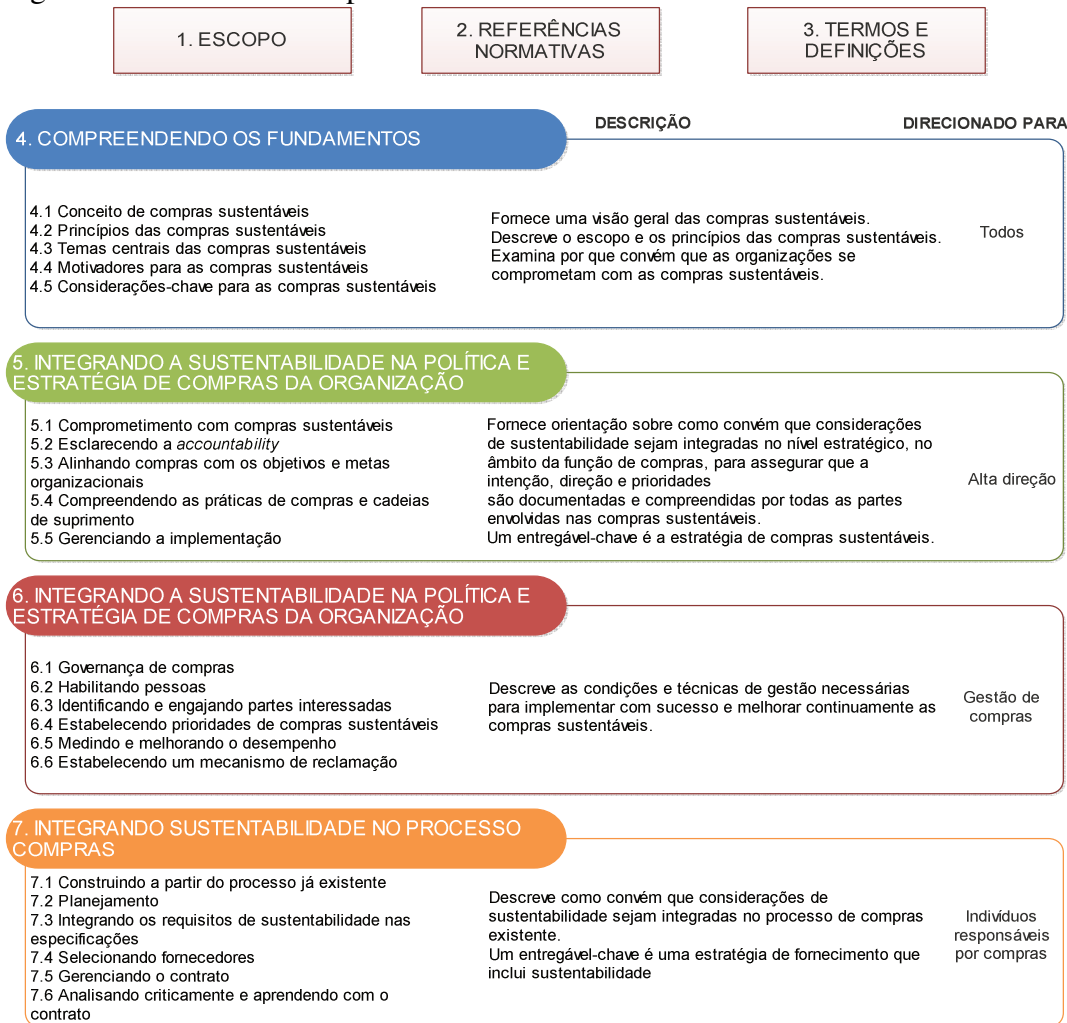 1. ESCOPO
2. REFERÊNCIAS
NORMATIVAS
3. TERMOS E
DEFINIÇÕES
DESCRIÇÃO
DIRECIONADO PARA
4. COMPREENDENDO OS FUNDAMENTOS
4.1 Conceito de compras sustentáveis
4.2 Princípios das compras sustentáveis
4.3 Temas centrais das compras sustentáveis
4.4 Motivadores para as compras sustentáveis
4.5 Considerações-chave para as compras sustentáveis
Fornece uma visão geral das compras sustentáveis.
Descreve o escopo e os princípios das compras sustentáveis.
Examina por que convém que as organizações se
comprometam com as compras sustentáveis.
Todos
5. INTEGRANDO A SUSTENTABILIDADE NA POLÍTICA E
ESTRATÉGIA DE COMPRAS DA ORGANIZAÇÃO
5.1 Comprometimento com compras sustentáveis
5.2 Esclarecendo a accountability
5.3 Alinhando compras com os objetivos e metas
organizacionais
5.4 Compreendendo as práticas de compras e cadeias
de suprimento
5.5 Gerenciando a implementação
Fornece orientação sobre como convém que considerações
de sustentabilidade sejam integradas no nível estratégico, no
âmbito da função de compras, para assegurar que a
intenção, direção e prioridades
são documentadas e compreendidas por todas as partes
envolvidas nas compras sustentáveis.
Um entregável-chave é a estratégia de compras sustentáveis.
Alta direção
6. INTEGRANDO A SUSTENTABILIDADE NA POLÍTICA E
ESTRATÉGIA DE COMPRAS DA ORGANIZAÇÃO
6.1 Governança de compras
6.2 Habilitando pessoas
6.3 Identificando e engajando partes interessadas
6.4 Estabelecendo prioridades de compras sustentáveis
6.5 Medindo e melhorando o desempenho
6.6 Estabelecendo um mecanismo de reclamação
Descreve as condições e técnicas de gestão necessárias
para implementar com sucesso e melhorar continuamente as
compras sustentáveis.
Gestão de
compras
7. INTEGRANDO SUSTENTABILIDADE NO PROCESSO
COMPRAS
7.1 Construindo a partir do processo já existente
7.2 Planejamento
7.3 Integrando os requisitos de sustentabilidade nas
especificações
7.4 Selecionando fornecedores
7.5 Gerenciando o contrato
7.6 Analisando criticamente e aprendendo com o
contrato
Descreve como convém que considerações de
sustentabilidade sejam integradas no processo de compras
existente.
Um entregável-chave é uma estratégia de fornecimento que
inclui sustentabilidade
Indivíduos
responsáveis
por compras